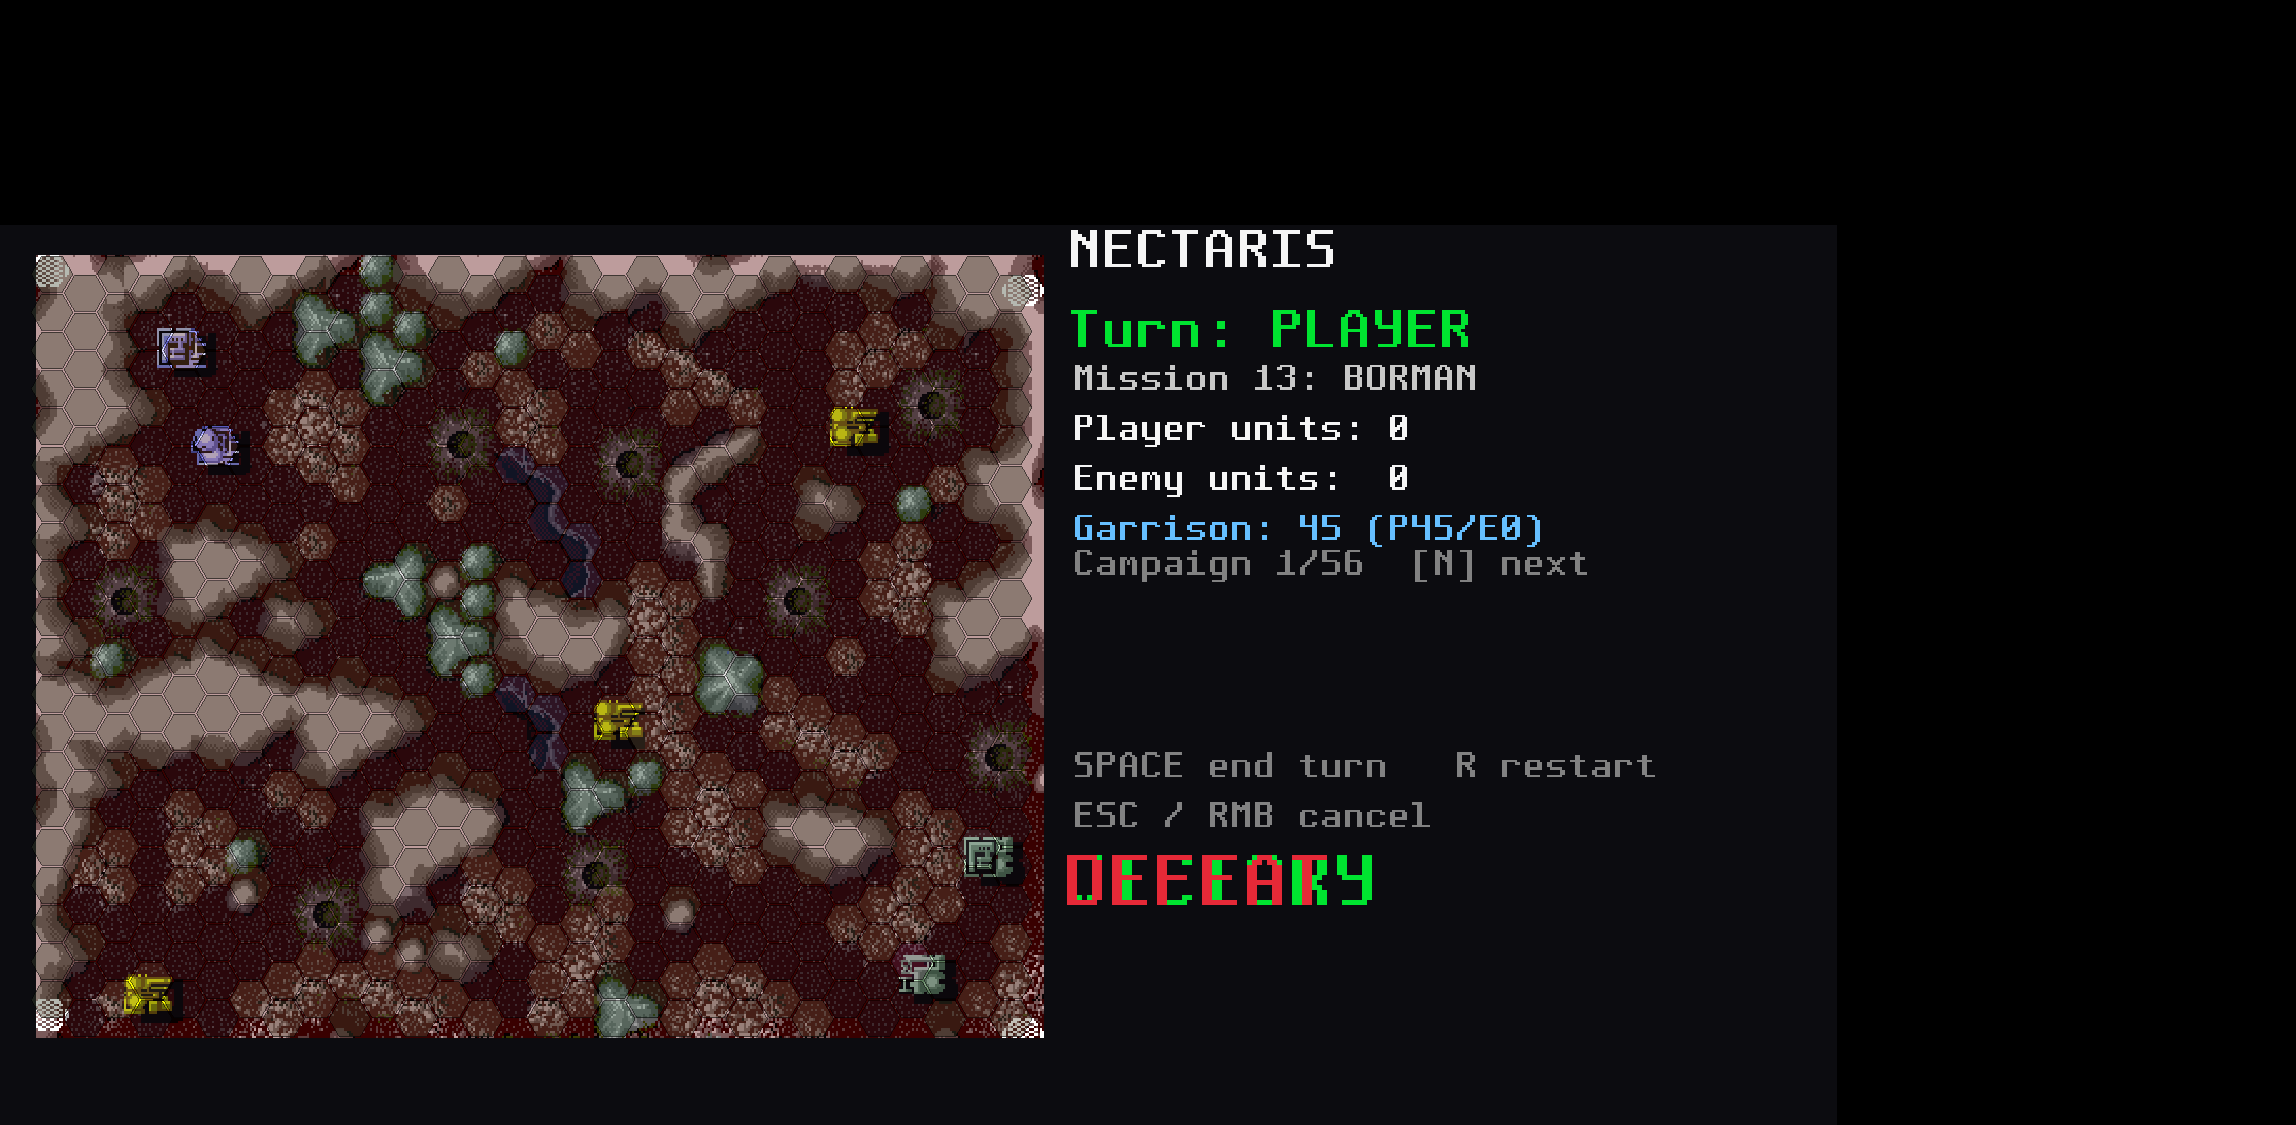 NECTARIS
Turn: PLAYER
Mission 13: BORMAN
Player units: 0
Enemy units:  0
Garrison: 45 (P45/E0)
Campaign 1/56  [N] next
SPACE end turn   R restart
ESC / RMB cancel